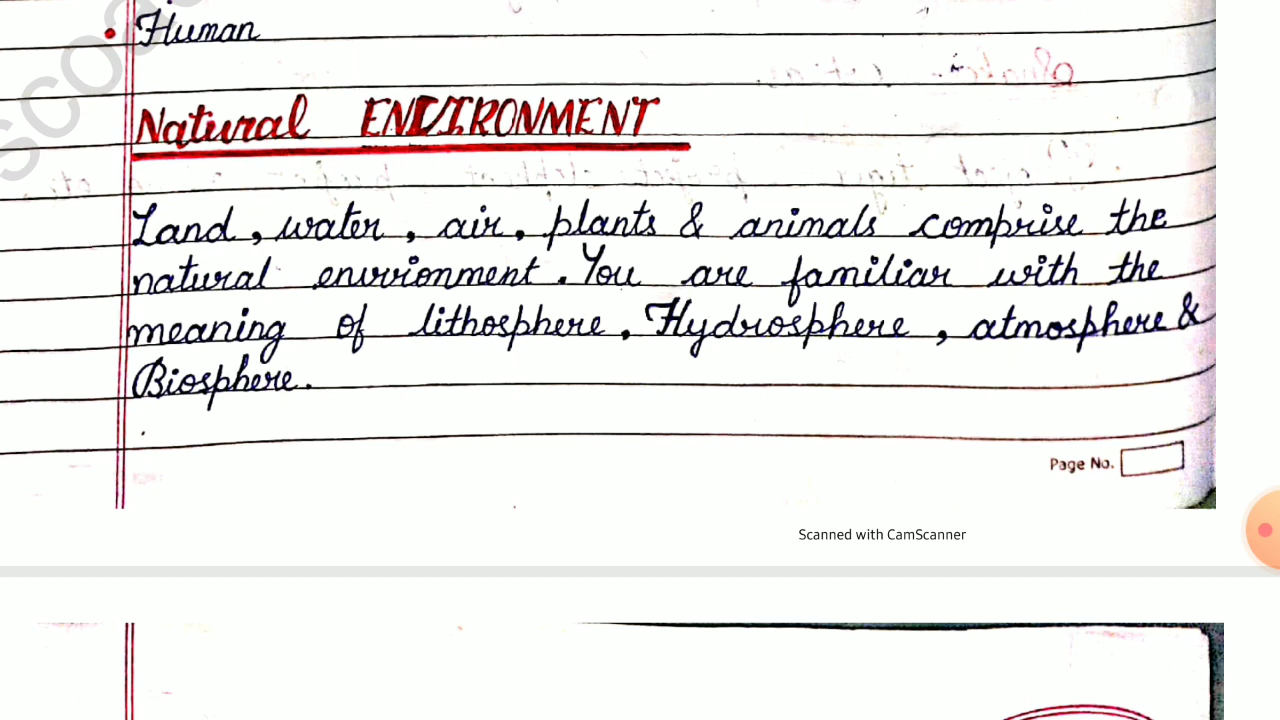 • Human
Natural ENVIRONMENT
Land, water, air, plants & animals comprise the
natural envrionment. You are familiar with the
meaning of lithosphere, Hydrosphere, atmosphere &
Biosphere.
Page No.
Scanned with CamScanner